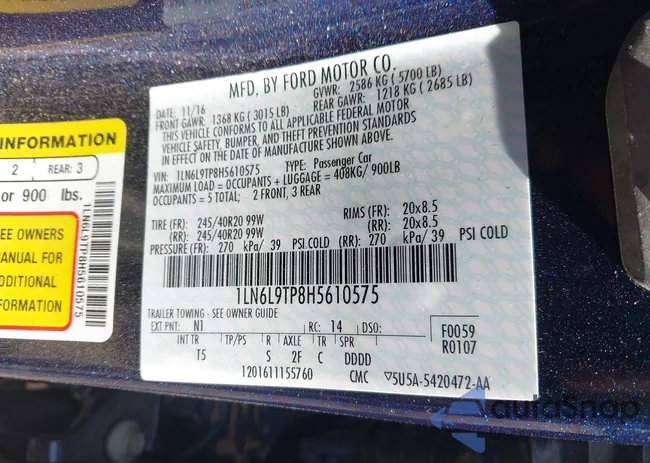 INFORMATION
2 REAR: 3
or 900 lbs.
EE OWNERS
MANUAL FOR
ADDITIONAL
INFORMATION
1LN6L9TP8H5610575
MFD. BY FORD MOTOR CO.
DATE: 11/16 GVWR: 2586 KG ( 5700 LB)
FRONT GAWR: 1368 KG ( 3015 LB) REAR GAWR: 1218 KG ( 2685 LB)
THIS VEHICLE CONFORMS TO ALL APPLICABLE FEDERAL MOTOR
VEHICLE SAFETY, BUMPER, AND THEFT PREVENTION STANDARDS
IN EFFECT ON THE DATE OF MANUFACTURE SHOWN ABOVE.
VIN: 1LN6L9TP8H5610575 TYPE: Passenger Car
MAXIMUM LOAD = OCCUPANTS + LUGGAGE = 408KG/ 900LB
OCCUPANTS = 5 TOTAL; 2 FRONT, 3 REAR
TIRE (FR): 245/40R20 99W RIMS (FR): 20x8.5
(RR): 245/40R20 99W (RR): 20x8.5
PRESSURE (FR): 270 kPa/ 39 PSI.COLD (RR): 270 kPa/ 39 PSI COLD
1LN6L9TP8H5610575
TRAILER TOWING - SEE OWNER GUIDE
EXT PNT: N1 RC: 14 DSO: F0059
INT TR TP/PS R AXLE TR SPR R0107
T5 S 2F C DDDD
1201611155760 CMC ▽5U5A-5420472-AA
AutoSnap